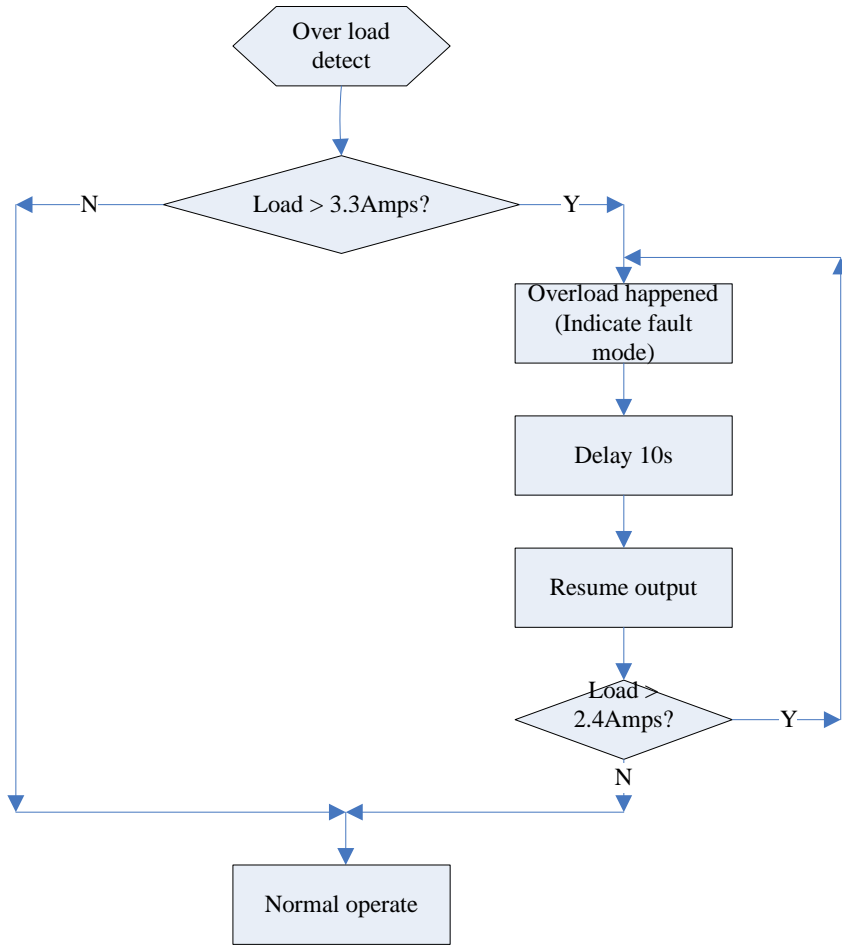 Over load
detect
Load > 3.3Amps?
N
Y
Overload happened
(Indicate fault
mode)
Delay 10s
Resume output
Load >
2.4Amps?
Y
N
Normal operate